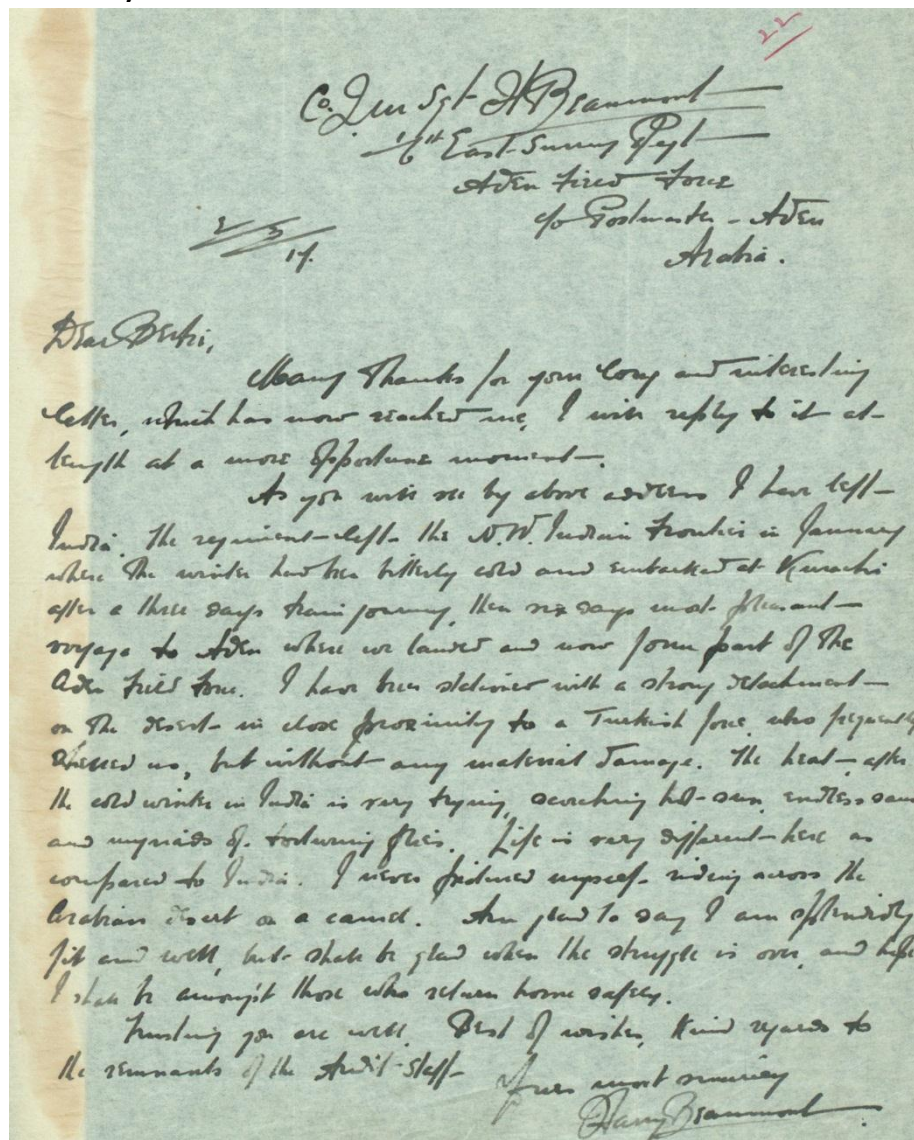 22
Co. Qm Sgt H Beaumont
1/6th East Surrey Regt
Aden Field Force
c/o Postmaster - Aden
Arabia.
2/3/17.
Dear Bertie,
Many Thanks for your long and interesting
letter, which has now reached me, I will reply to it at
length at a more opportune moment.
As you will see by above address I have left
India. The regiment left the N.W. Indian Frontier in January
where the winter had been bitterly cold and embarked at Kurachi
after a three days train journey, then six days most pleasant
voyage to Aden where we landed and now form part of the
Aden Field Force. I have been stationed with a strong detachment
on the desert in close proximity to a Turkish force, who frequently
shelled us, but without any material damage. The heat after
the cold winter in India is very trying, scorching hot sun, endless sand
and myriads of torturing flies. Life is very different here as
compared to India. I never pictured myself riding across the
Arabian desert on a camel. Am glad to say I am splendidly
fit and well, but shall be glad when the struggle is over, and hope
I shall be amongst those who return home safely.
Trusting you are well. Best of wishes, Kind regards to
the remnants of the Audit Staff
Yours most sincerely
Harry Beaumont